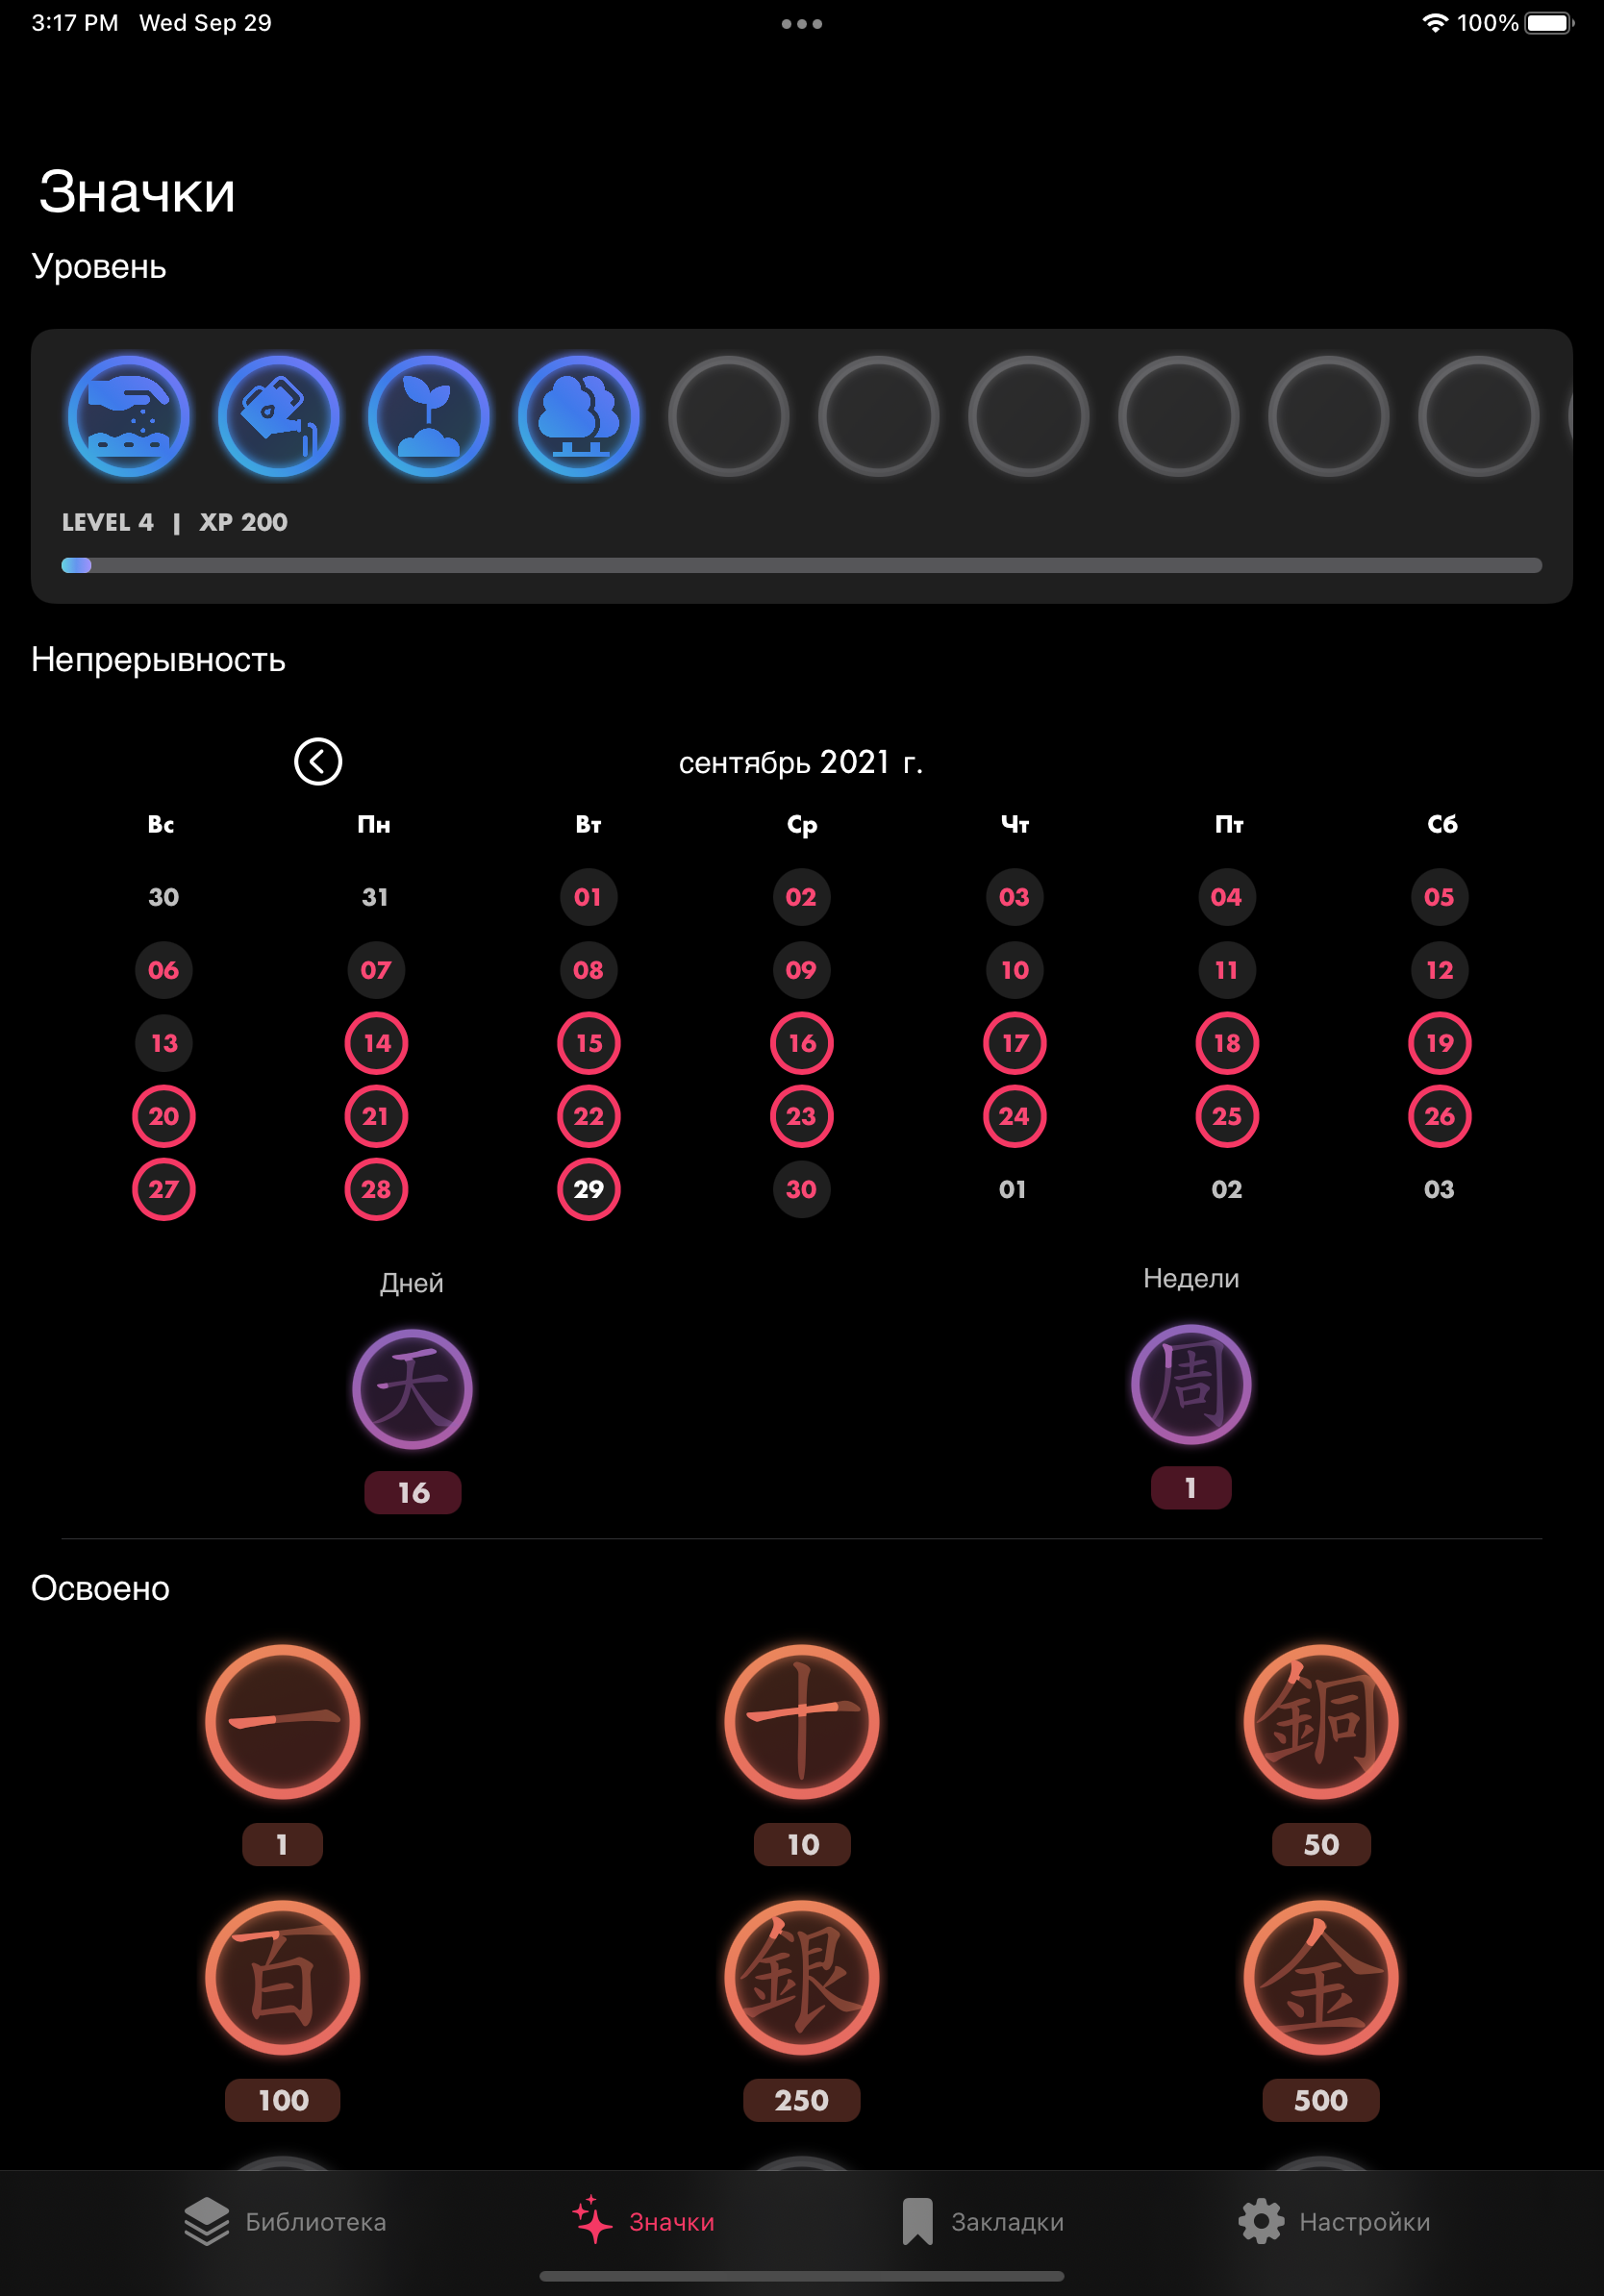 3:17 PM Wed Sep 29
100%
Значки
Уровень
LEVEL 4 | XP 200
Непрерывность
сентябрь 2021 г.
Вс Пн Вт Ср Чт Пт Сб
30 31 01 02 03 04 05
06 07 08 09 10 11 12
13 14 15 16 17 18 19
20 21 22 23 24 25 26
27 28 29 30 01 02 03
Дней Недели
天 周
16 1
Освоено
一 十 銅
1 10 50
百 銀 金
100 250 500
Библиотека Значки Закладки Настройки